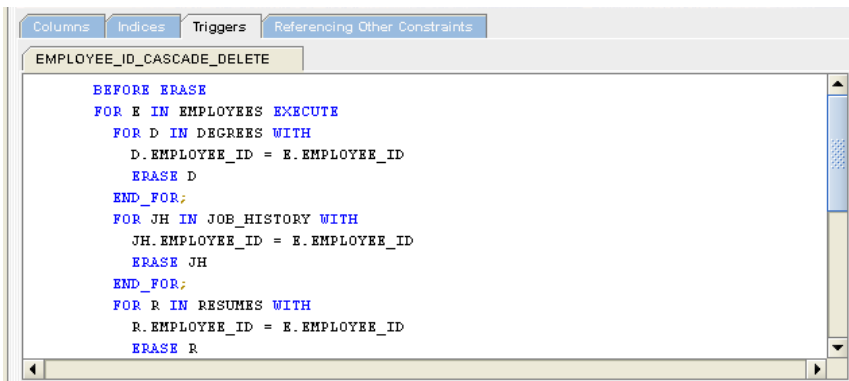 Columns Indices Triggers Referencing Other Constraints
EMPLOYEE_ID_CASCADE_DELETE
BEFORE ERASE
FOR E IN EMPLOYEES EXECUTE
FOR D IN DEGREES WITH
D.EMPLOYEE_ID = E.EMPLOYEE_ID
ERASE D
END_FOR;
FOR JH IN JOB_HISTORY WITH
JH.EMPLOYEE_ID = E.EMPLOYEE_ID
ERASE JH
END_FOR;
FOR R IN RESUMES WITH
R.EMPLOYEE_ID = E.EMPLOYEE_ID
ERASE R